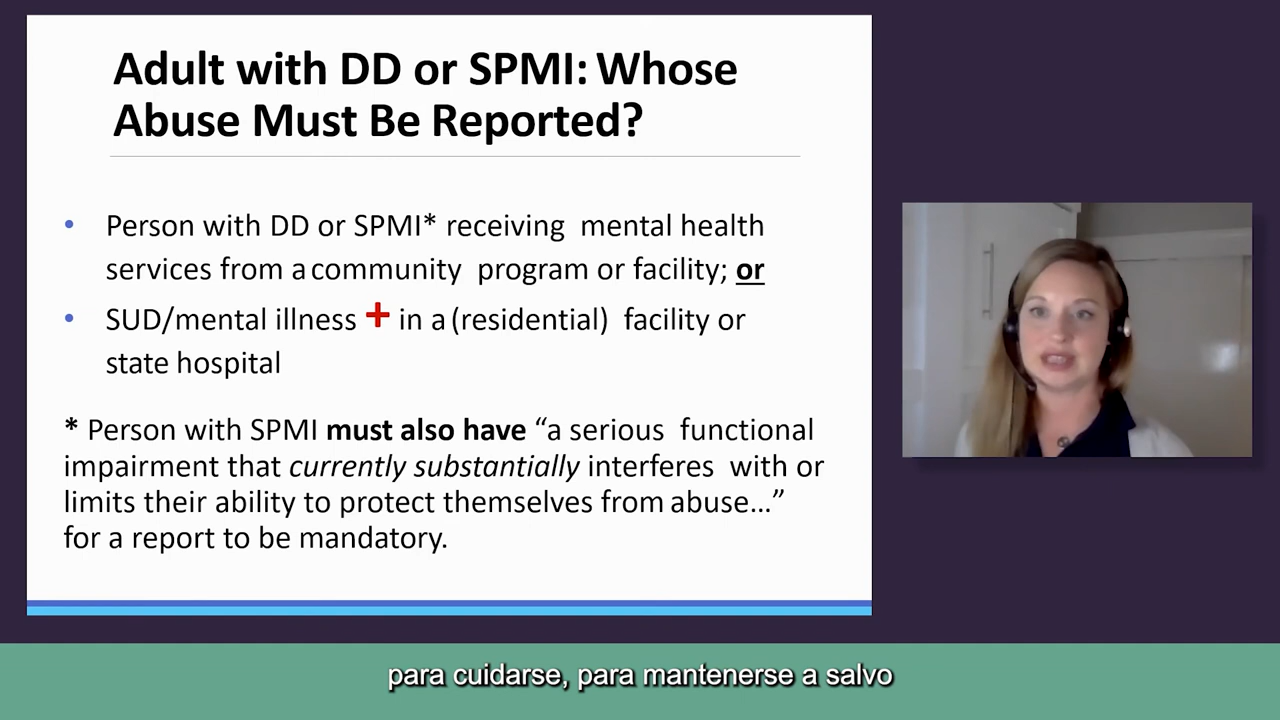 Adult with DD or SPMI: Whose
Abuse Must Be Reported?
• Person with DD or SPMI* receiving mental health
services from a community program or facility; or
• SUD/mental illness + in a (residential) facility or
state hospital
* Person with SPMI must also have “a serious functional
impairment that currently substantially interferes with or
limits their ability to protect themselves from abuse…”
for a report to be mandatory.
para cuidarse, para mantenerse a salvo